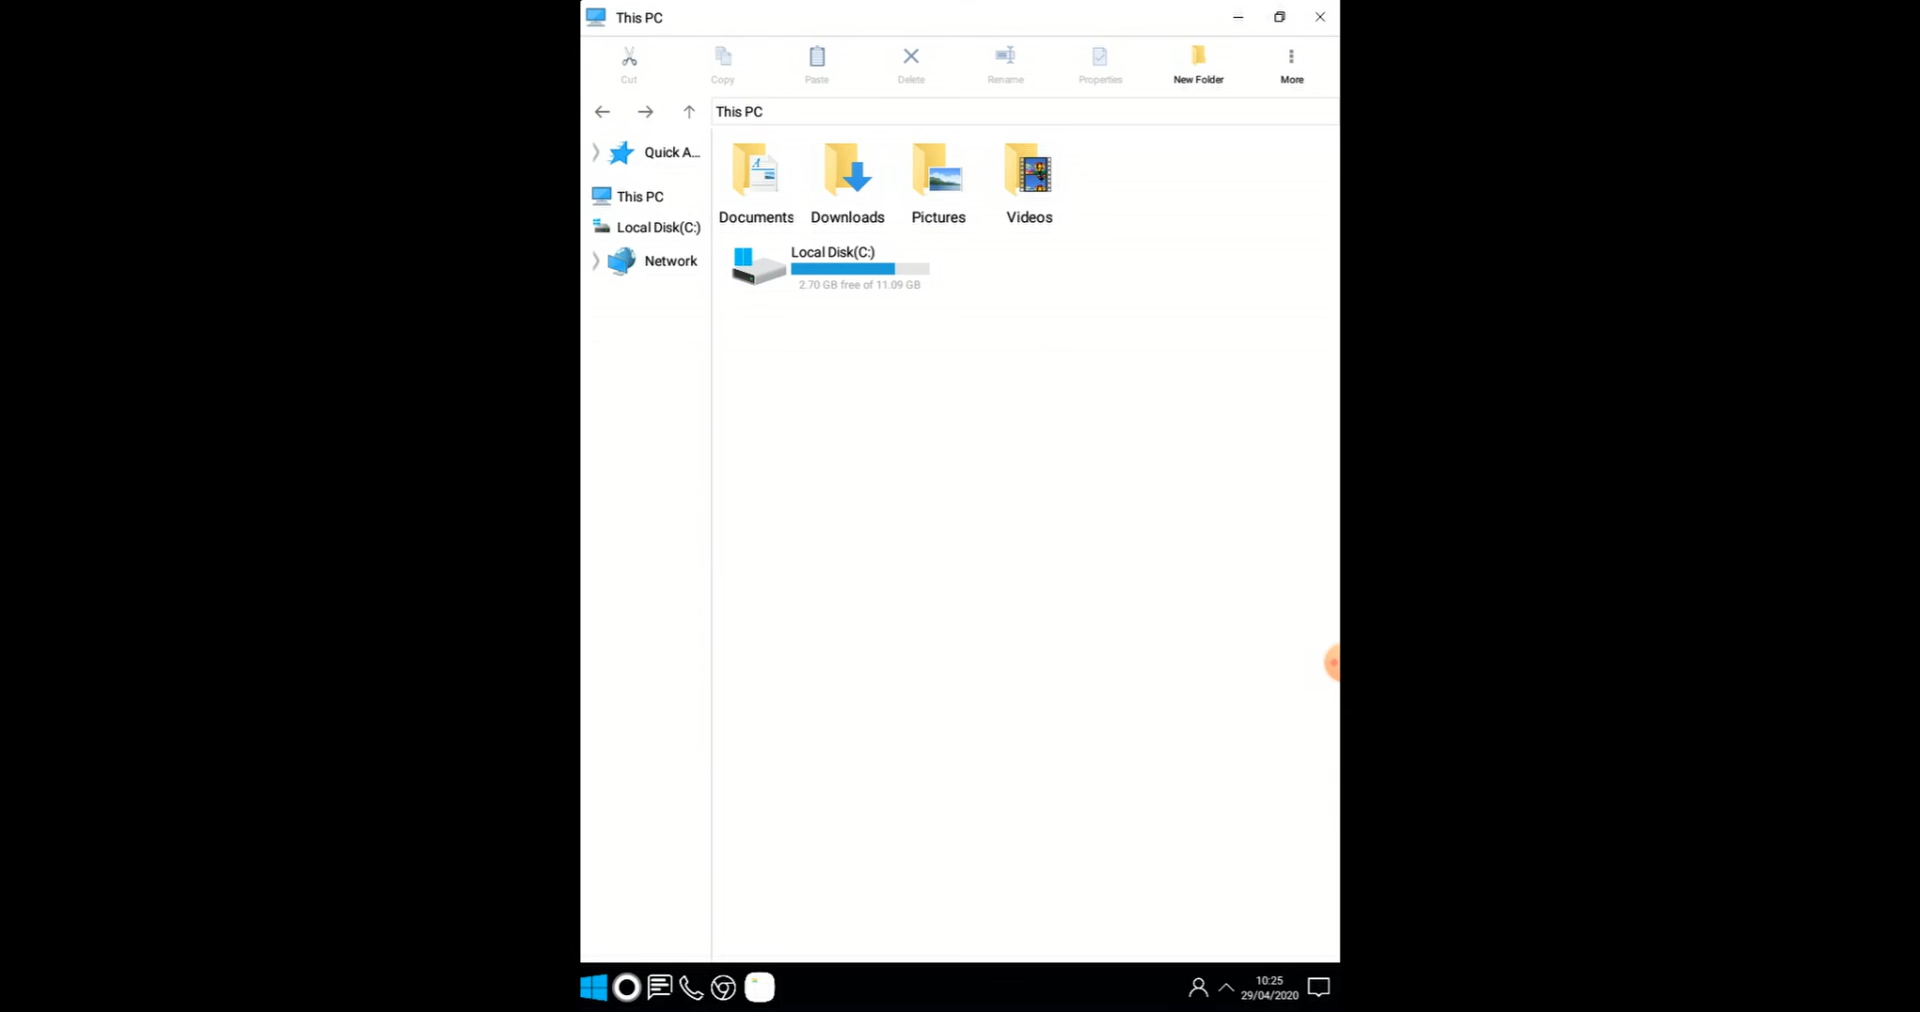 This PC
Cut Copy Paste Delete Rename Properties New Folder More
This PC
Quick A...
This PC
Local Disk(C:)
Network
Documents Downloads Pictures Videos
Local Disk(C:)
2.70 GB free of 11.09 GB
10:25
29/04/2020